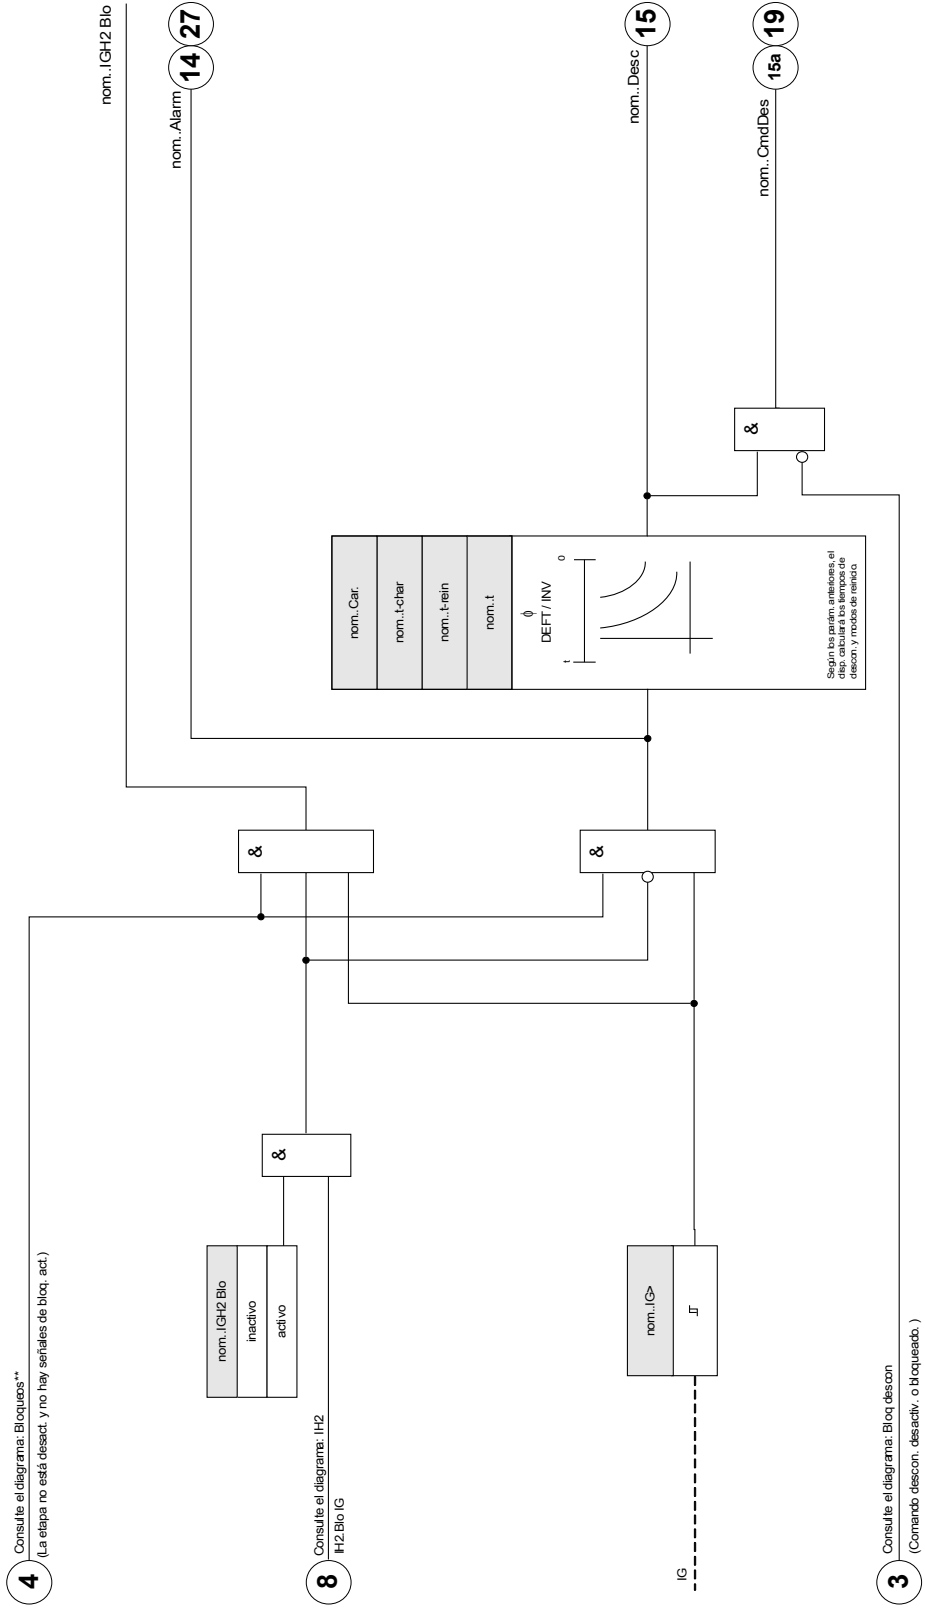 4
Consulte el diagrama: Bloqueos**
(La etapa no está desact. y no hay señales de bloq. act.)
8
Consulte el diagrama: IH2
IH2.Blo IG
nom..IGH2 Blo
inactivo
activo
&
IG
nom..IG>
3
Consulte el diagrama: Bloq descon
(Comando descon. desactiv. o bloqueado. )
&
&
nom..Car.
nom..t-char
nom..t-rein
nom..t
ϕ
DEFT / INV
t
0
Según los parám. anteriores, el
disp. calculará los tiempos de
descon. y modos de reinicio.
&
nom..IGH2 Blo
nom..Alarm
14
27
nom..Desc
15
nom..CmdDes
15a
19